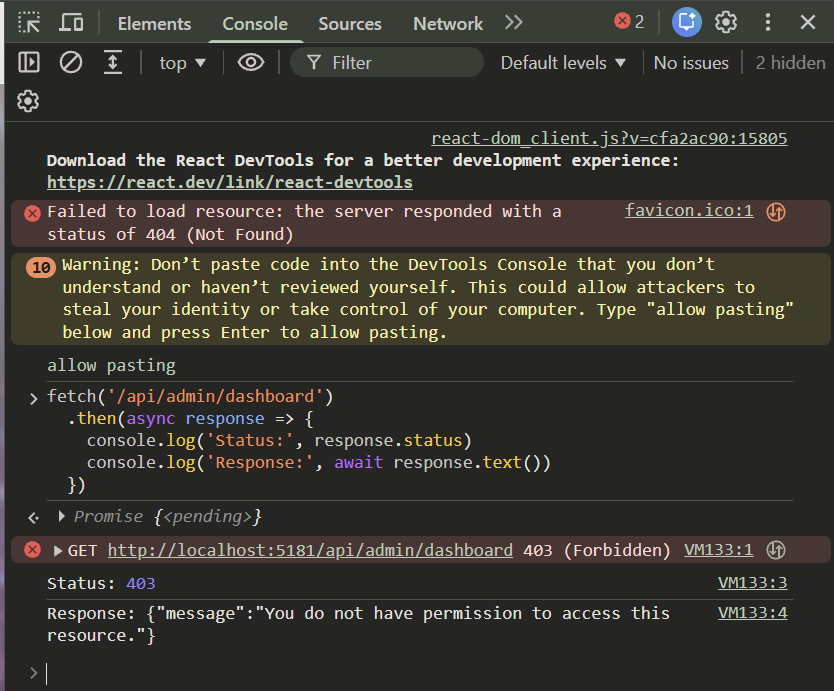 Elements Console Sources Network 2
top Filter Default levels No issues 2 hidden
react-dom_client.js?v=cfa2ac90:15805
Download the React DevTools for a better development experience:
https://react.dev/link/react-devtools
Failed to load resource: the server responded with a favicon.ico:1
status of 404 (Not Found)
10 Warning: Don’t paste code into the DevTools Console that you don’t
understand or haven’t reviewed yourself. This could allow attackers to
steal your identity or take control of your computer. Type "allow pasting"
below and press Enter to allow pasting.
allow pasting
fetch('/api/admin/dashboard')
.then(async response => {
console.log('Status:', response.status)
console.log('Response:', await response.text())
})
Promise {<pending>}
GET http://localhost:5181/api/admin/dashboard 403 (Forbidden) VM133:1
Status: 403 VM133:3
Response: {"message":"You do not have permission to access this VM133:4
resource."}